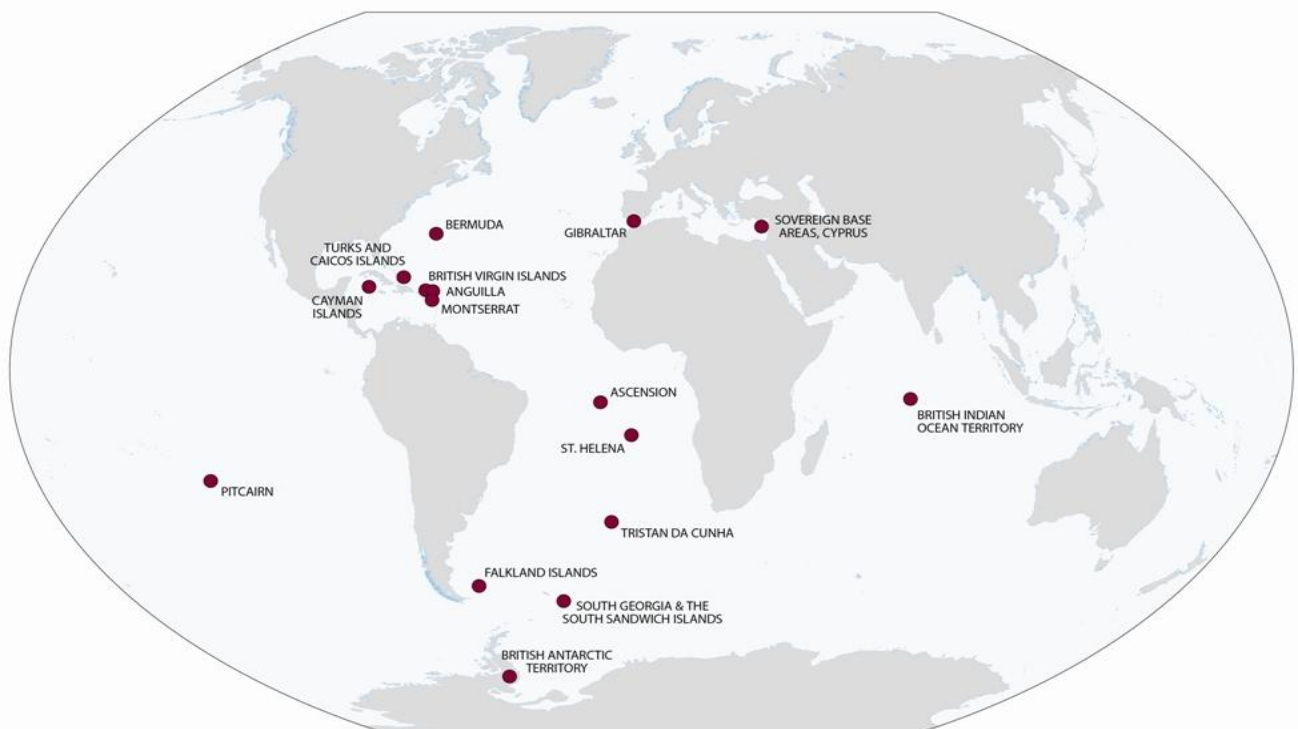 BERMUDA
GIBRALTAR
SOVEREIGN BASE
AREAS, CYPRUS
TURKS AND
CAICOS ISLANDS
BRITISH VIRGIN ISLANDS
ANGUILLA
CAYMAN
ISLANDS
MONTSERRAT
ASCENSION
BRITISH INDIAN
OCEAN TERRITORY
ST. HELENA
PITCAIRN
TRISTAN DA CUNHA
FALKLAND ISLANDS
SOUTH GEORGIA & THE
SOUTH SANDWICH ISLANDS
BRITISH ANTARCTIC
TERRITORY